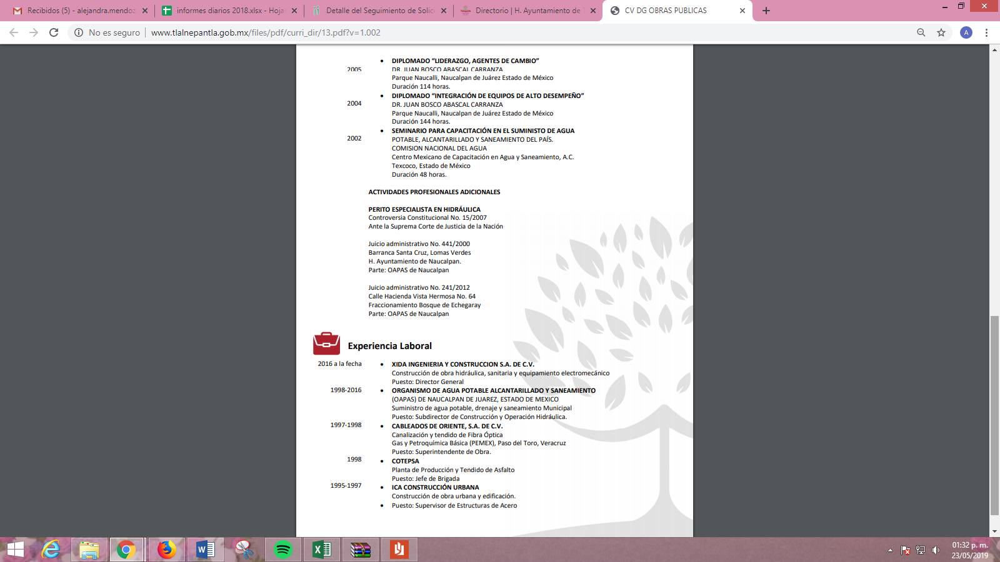 Recibidos (5) - alejandra.mendoz
informes diarios 2018.xlsx - Hoja
Detalle del Seguimiento de Solic
Directorio | H. Ayuntamiento de T
CV DG OBRAS PUBLICAS
No es seguro
www.tlalnepantla.gob.mx/files/pdf/curri_dir/13.pdf?v=1.002
A
DIPLOMADO “LIDERAZGO, AGENTES DE CAMBIO”
2005 DR. JUAN BOSCO ABASCAL CARRANZA
Parque Naucalli, Naucalpan de Juárez Estado de México
Duración 114 horas.
DIPLOMADO “INTEGRACIÓN DE EQUIPOS DE ALTO DESEMPEÑO”
2004 DR. JUAN BOSCO ABASCAL CARRANZA
Parque Naucalli, Naucalpan de Juárez Estado de México
Duración 144 horas.
SEMINARIO PARA CAPACITACIÓN EN EL SUMINISTO DE AGUA
2002 POTABLE, ALCANTARILLADO Y SANEAMIENTO DEL PAÍS.
COMISION NACIONAL DEL AGUA
Centro Mexicano de Capacitación en Agua y Saneamiento, A.C.
Texcoco, Estado de México
Duración 48 horas.
ACTIVIDADES PROFESIONALES ADICIONALES
PERITO ESPECIALISTA EN HIDRÁULICA
Controversia Constitucional No. 15/2007
Ante la Suprema Corte de Justicia de la Nación
Juicio administrativo No. 441/2000
Barranca Santa Cruz, Lomas Verdes
H. Ayuntamiento de Naucalpan.
Parte: OAPAS de Naucalpan
Juicio administrativo No. 241/2012
Calle Hacienda Vista Hermosa No. 64
Fraccionamiento Bosque de Echegaray
Parte: OAPAS de Naucalpan
Experiencia Laboral
2016 a la fecha • XIDA INGENIERIA Y CONSTRUCCION S.A. DE C.V.
Construcción de obra hidráulica, sanitaria y equipamiento electromecánico
Puesto: Director General
1998-2016 • ORGANISMO DE AGUA POTABLE ALCANTARILLADO Y SANEAMIENTO
(OAPAS) DE NAUCALPAN DE JUAREZ, ESTADO DE MEXICO
Suministro de agua potable, drenaje y saneamiento Municipal
Puesto: Subdirector de Construcción y Operación Hidráulica.
1997-1998 • CABLEADOS DE ORIENTE, S.A. DE C.V.
Canalización y tendido de Fibra Óptica
Gas y Petroquímica Básica (PEMEX), Paso del Toro, Veracruz
Puesto: Superintendente de Obra.
1998 • COTEPSA
Planta de Producción y Tendido de Asfalto
Puesto: Jefe de Brigada
1995-1997 • ICA CONSTRUCCIÓN URBANA
Construcción de obra urbana y edificación.
• Puesto: Supervisor de Estructuras de Acero
01:32 p. m.
23/05/2019